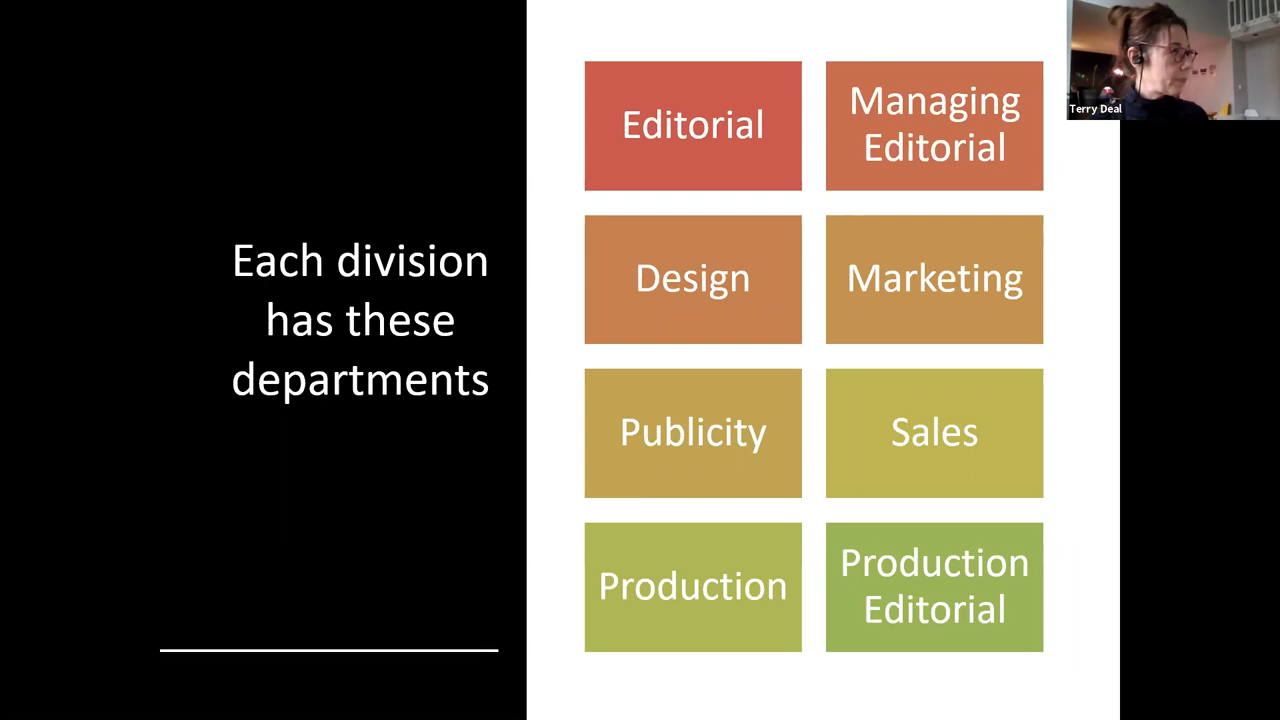 Each division
has these
departments
Editorial
Managing
Editorial
Design
Marketing
Publicity
Sales
Production
Production
Editorial
Terry Deal